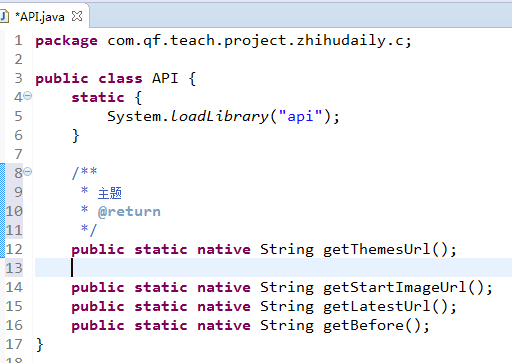 *API.java
1 package com.qf.teach.project.zhihudaily.c;
2
3 public class API {
4 static {
5 System.loadLibrary("api");
6 }
7
8 /**
9 * 主题
10 * @return
11 */
12 public static native String getThemesUrl();
13
14 public static native String getStartImageUrl();
15 public static native String getLatestUrl();
16 public static native String getBefore();
17 }
18